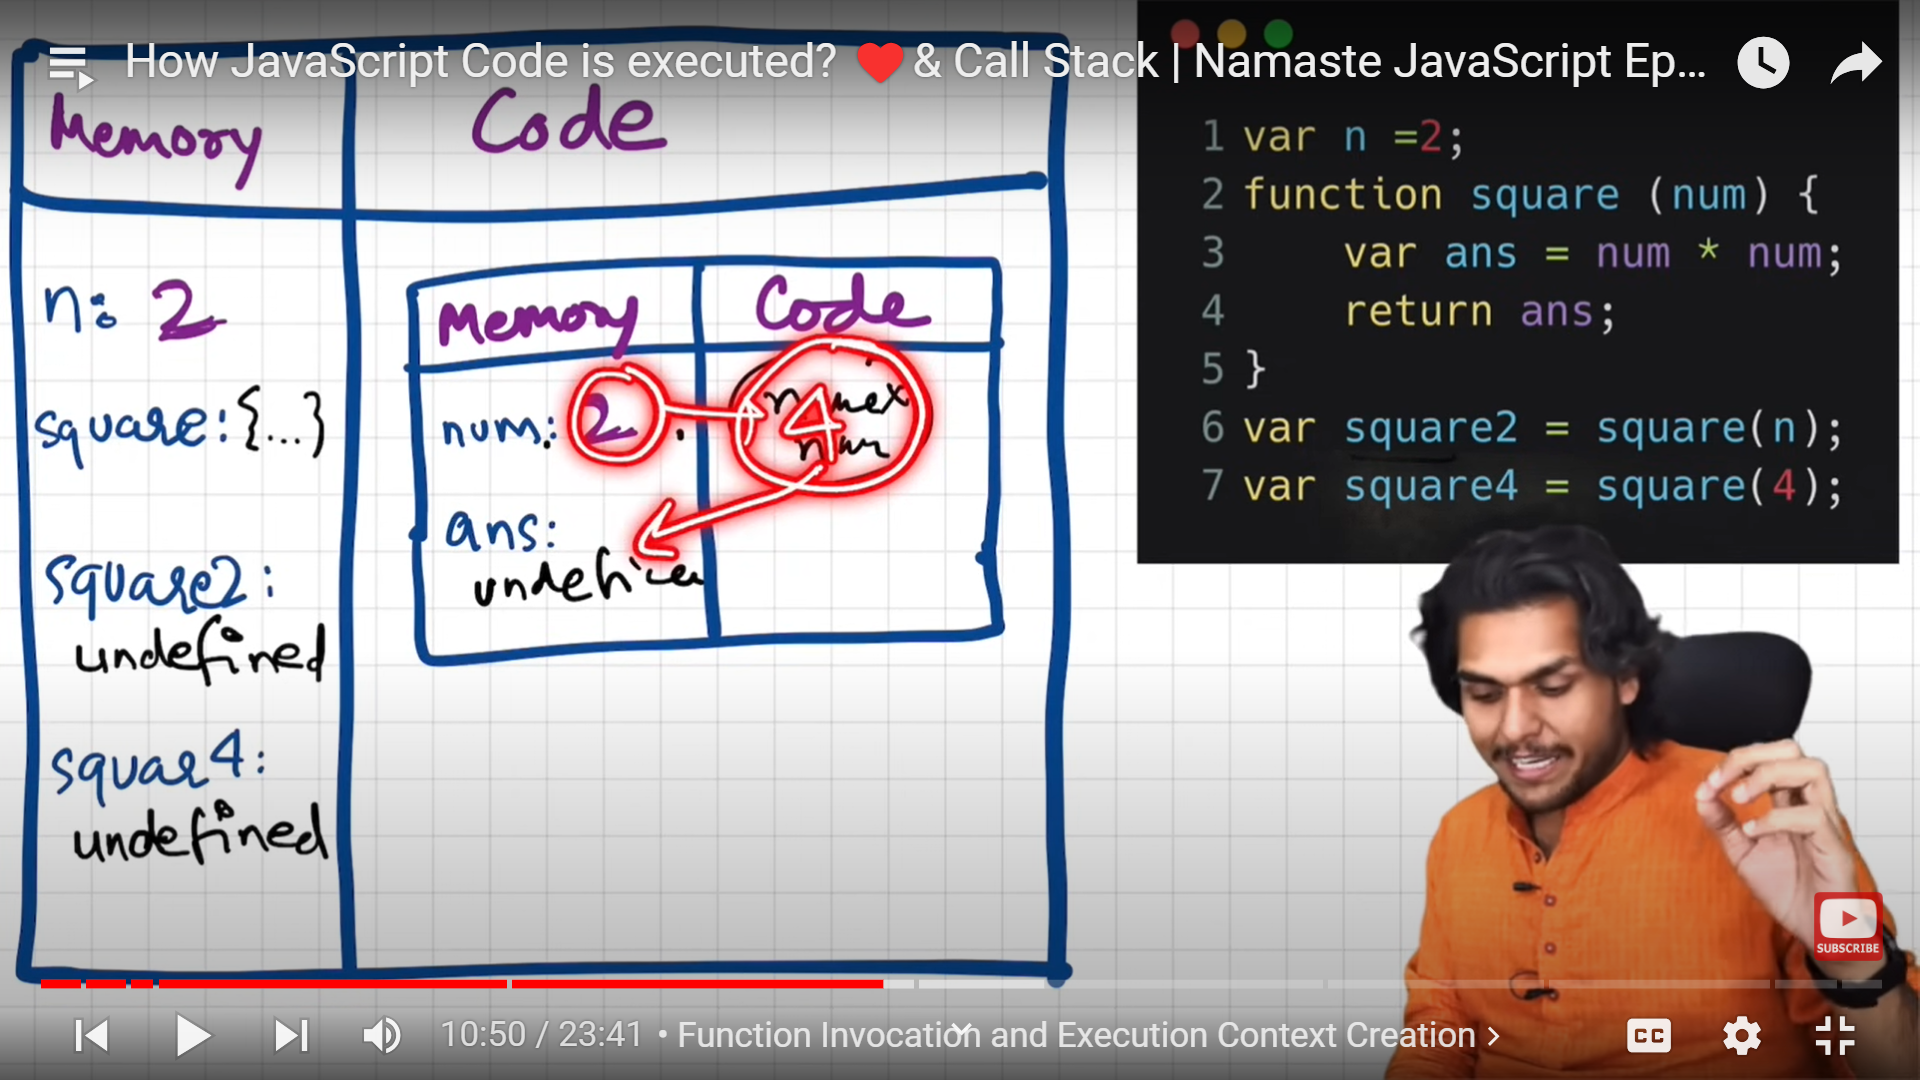 How JavaScript Code is executed? ❤️& Call Stack | Namaste JavaScript Ep...
Memory
Code
n: 2
square:{...}
square2:
undefined
squar4:
undefined
Memory
Code
num: 2
4
ans:
1 var n =2;
2 function square (num) {
3 var ans = num * num;
4 return ans;
5 }
6 var square2 = square(n);
7 var square4 = square(4);
SUBSCRIBE
10:50 / 23:41 • Function Invocation and Execution Context Creation >
CC